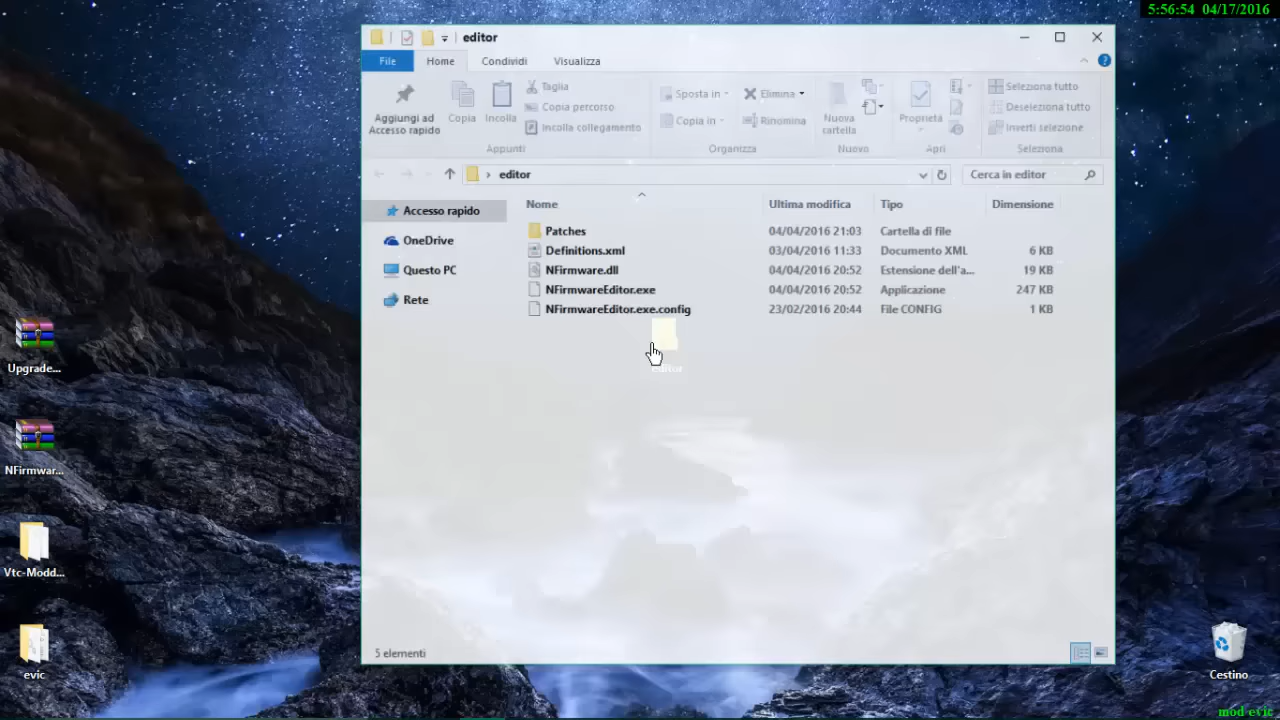 5:56:54 04/17/2016
editor
File Home Condividi Visualizza
Aggiungi ad Accesso rapido
Copia
Incolla
Taglia
Copia percorso
Incolla collegamento
Appunti
Sposta in
Copia in
Elimina
Rinomina
Organizza
Nuova cartella
Nuovo
Proprietà
Apri
Seleziona tutto
Deseleziona tutto
Inverti selezione
Seleziona
editor
Cerca in editor
Accesso rapido
OneDrive
Questo PC
Rete
Nome Ultima modifica Tipo Dimensione
Patches 04/04/2016 21:03 Cartella di file
Definitions.xml 03/04/2016 11:33 Documento XML 6 KB
NFirmware.dll 04/04/2016 20:52 Estensione dell'a... 19 KB
NFirmwareEditor.exe 04/04/2016 20:52 Applicazione 247 KB
NFirmwareEditor.exe.config 23/02/2016 20:44 File CONFIG 1 KB
editor
5 elementi
Upgrade...
NFirmwar...
Vtc-Modd...
evic
Cestino
mod evic